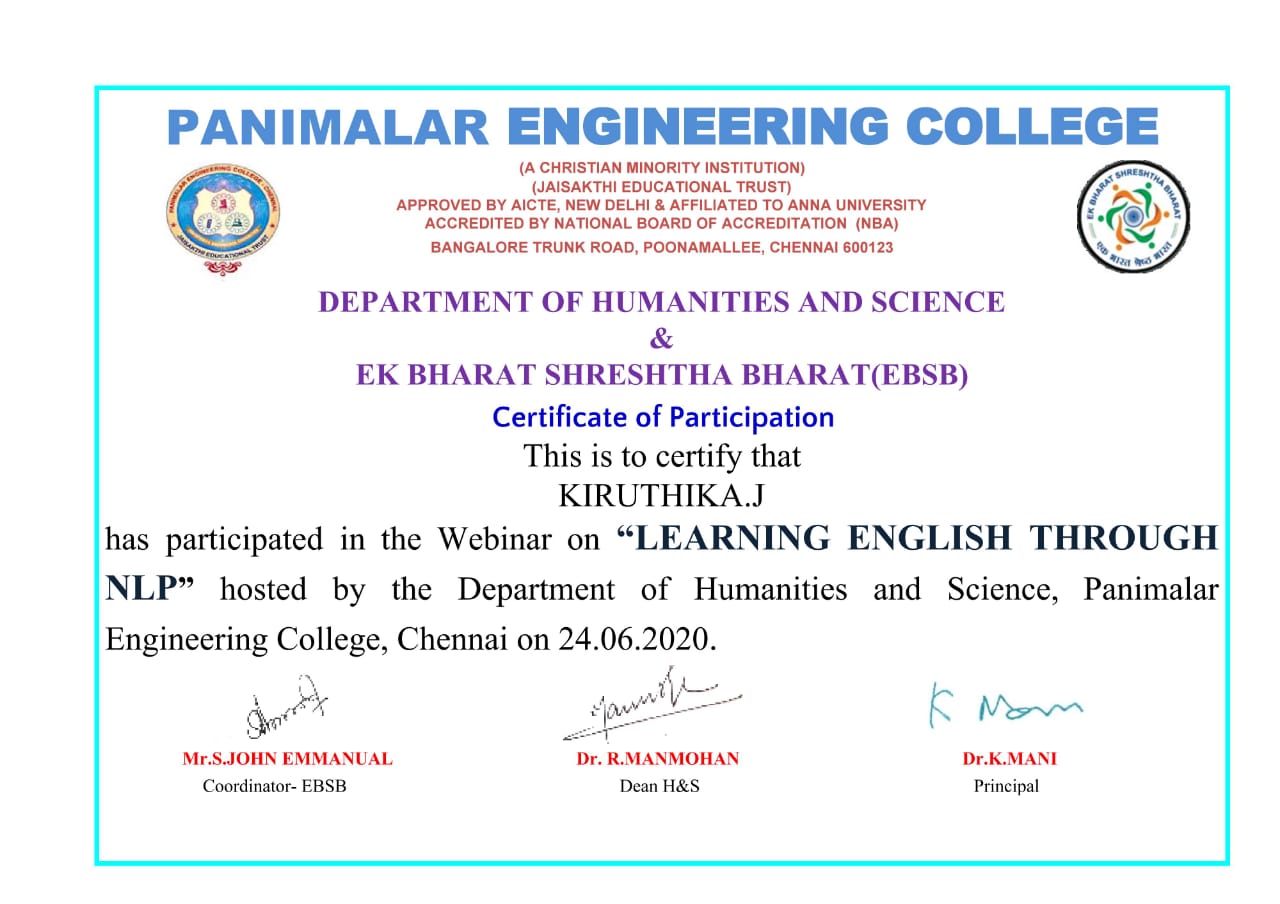 PANIMALAR ENGINEERING COLLEGE
(A CHRISTIAN MINORITY INSTITUTION)
(JAISAKTHI EDUCATIONAL TRUST)
APPROVED BY AICTE, NEW DELHI & AFFILIATED TO ANNA UNIVERSITY
ACCREDITED BY NATIONAL BOARD OF ACCREDITATION (NBA)
BANGALORE TRUNK ROAD, POONAMALLEE, CHENNAI 600123
PANIMALAR ENGINEERING COLLEGE - CHENNAI
JAISAKTHI EDUCATIONAL TRUST
EK BHARAT SHRESHTHA BHARAT
एक भारत श्रेष्ठ भारत
DEPARTMENT OF HUMANITIES AND SCIENCE
&
EK BHARAT SHRESHTHA BHARAT(EBSB)
Certificate of Participation
This is to certify that
KIRUTHIKA.J
has participated in the Webinar on “LEARNING ENGLISH THROUGH
NLP” hosted by the Department of Humanities and Science, Panimalar
Engineering College, Chennai on 24.06.2020.
K Mani
Mr.S.JOHN EMMANUAL
Dr. R.MANMOHAN
Dr.K.MANI
Coordinator- EBSB
Dean H&S
Principal